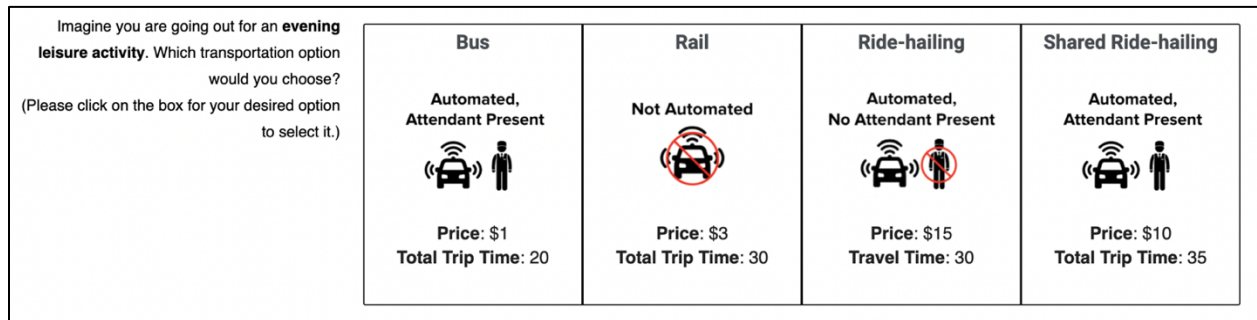 Imagine you are going out for an evening
leisure activity. Which transportation option
would you choose?
(Please click on the box for your desired option
to select it.)
Bus
Automated,
Attendant Present
Price: $1
Total Trip Time: 20
Rail
Not Automated
Price: $3
Total Trip Time: 30
Ride-hailing
Automated,
No Attendant Present
Price: $15
Travel Time: 30
Shared Ride-hailing
Automated,
Attendant Present
Price: $10
Total Trip Time: 35